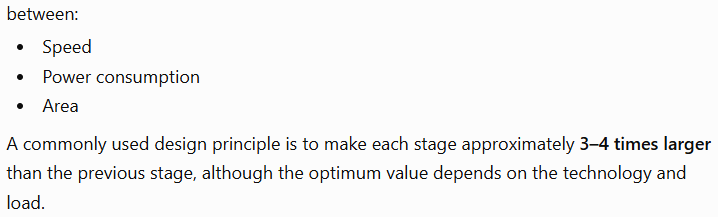 between:
• Speed
• Power consumption
• Area
A commonly used design principle is to make each stage approximately 3–4 times larger
than the previous stage, although the optimum value depends on the technology and
load.